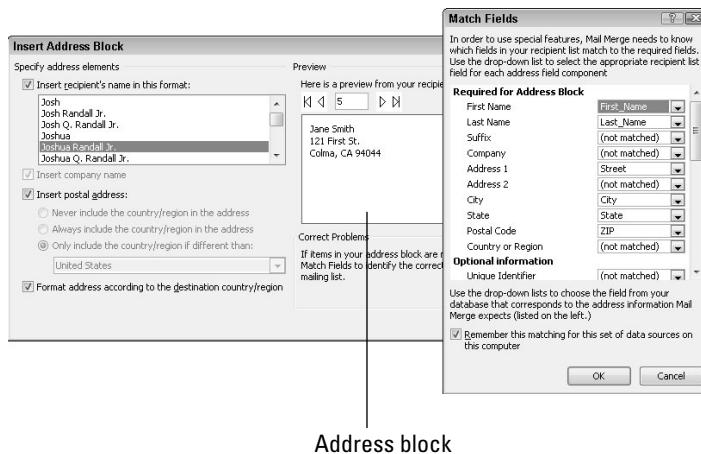 Insert Address Block
Specify address elements
Insert recipient's name in this format:
Josh
Josh Randall Jr.
Josh Q. Randall Jr.
Joshua
Joshua Randall Jr.
Joshua Q. Randall Jr.
Insert company name
Insert postal address:
Never include the country/region in the address
Always include the country/region in the address
Only include the country/region if different than:
United States
Format address according to the destination country/region
Preview
Here is a preview from your recipie
5
Jane Smith
121 First St.
Colma, CA 94044
Correct Problems
If items in your address block are
Match Fields to identify the correct
mailing list.
Match Fields
In order to use special features, Mail Merge needs to know
which fields in your recipient list match to the required fields.
Use the drop-down list to select the appropriate recipient list
field for each address field component
Required for Address Block
First Name First_Name
Last Name Last_Name
Suffix (not matched)
Company (not matched)
Address 1 Street
Address 2 (not matched)
City City
State State
Postal Code ZIP
Country or Region (not matched)
Optional information
Unique Identifier (not matched)
Use the drop-down lists to choose the field from your
database that corresponds to the address information Mail
Merge expects (listed on the left.)
Remember this matching for this set of data sources on
this computer
OK Cancel
Address block